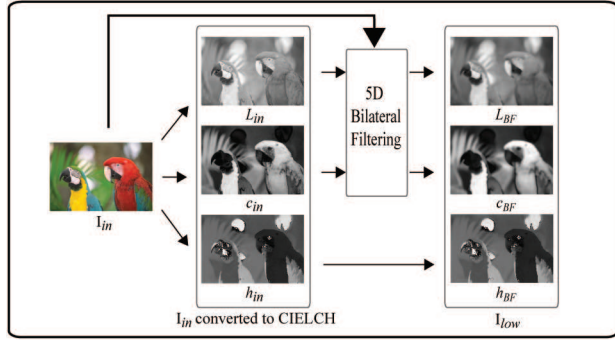 I_in
L_in
c_in
h_in
I_in converted to CIELCH
5D
Bilateral
Filtering
L_BF
c_BF
h_BF
I_low